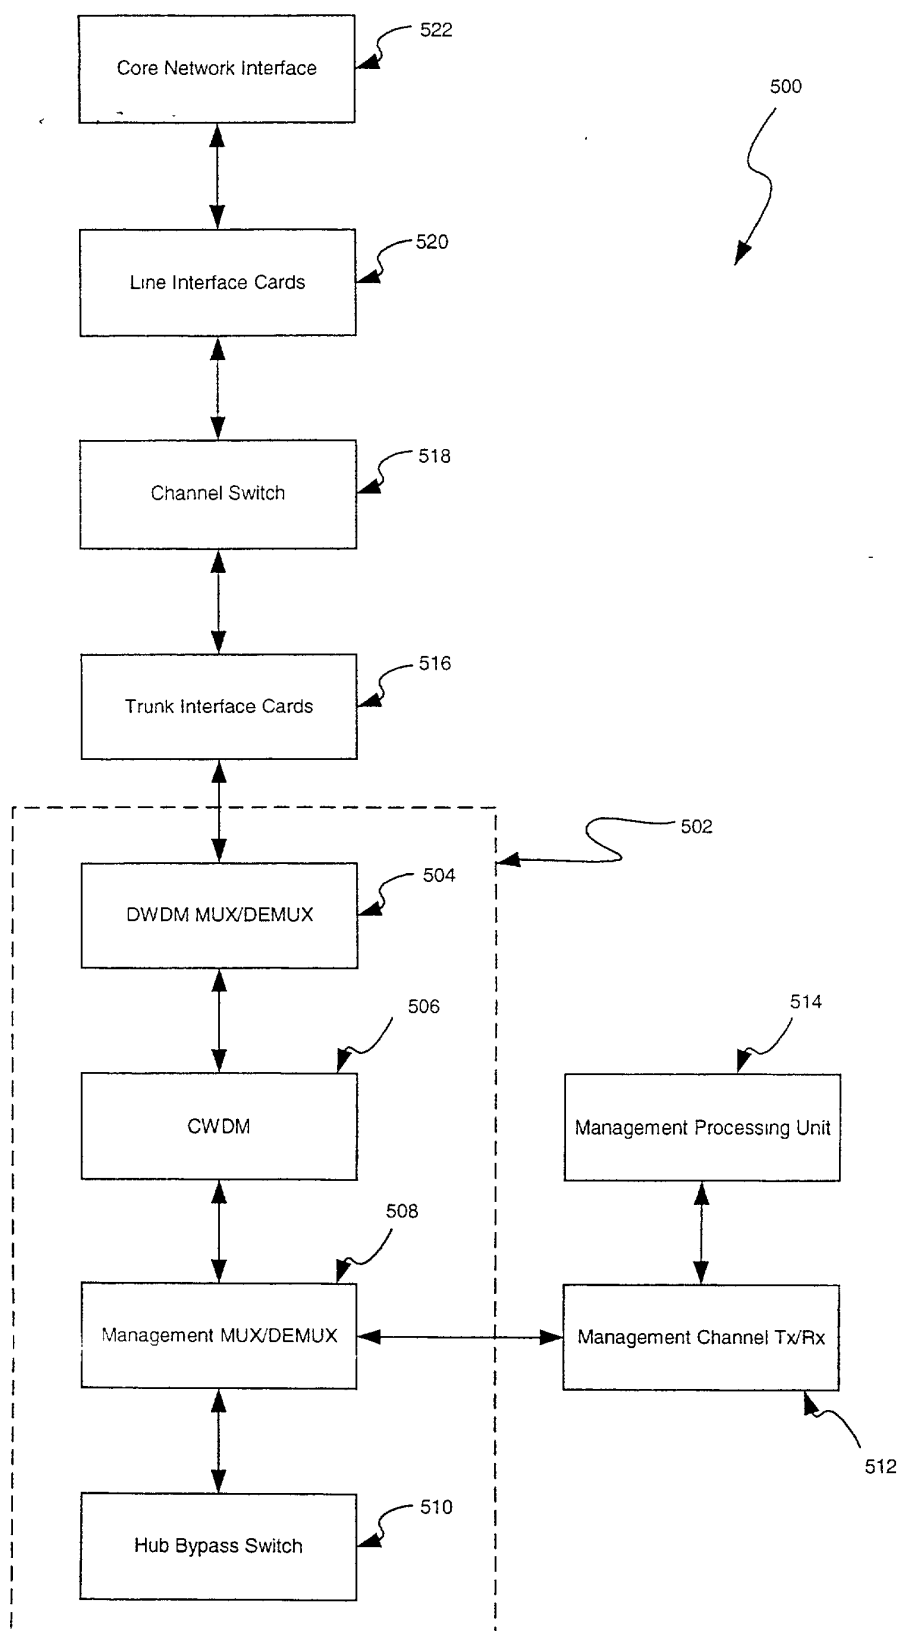 522
Core Network Interface
500
520
Line Interface Cards
518
Channel Switch
516
Trunk Interface Cards
502
504
DWDM MUX/DEMUX
506
514
CWDM
Management Processing Unit
508
Management MUX/DEMUX
Management Channel Tx/Rx
512
510
Hub Bypass Switch